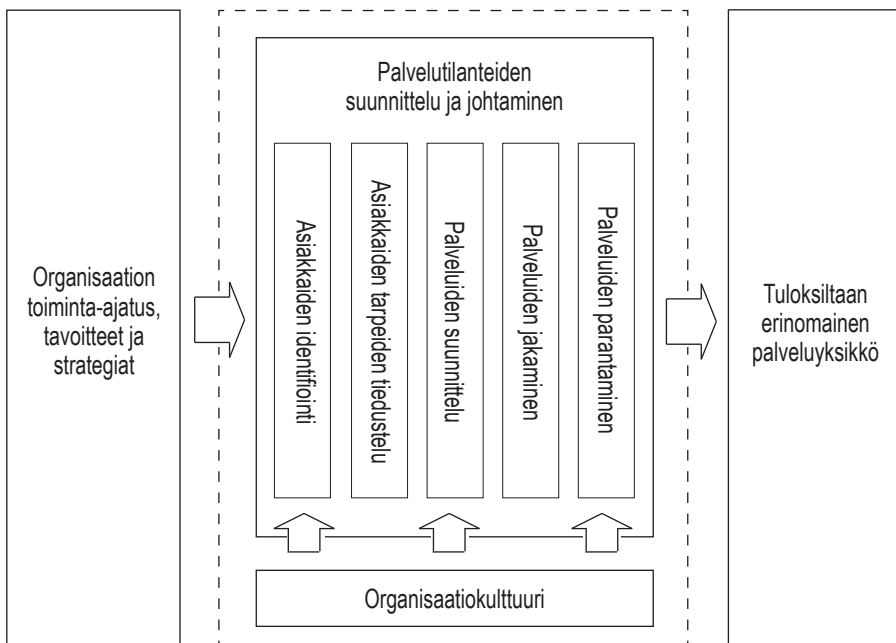 Organisaation
toiminta-ajatus,
tavoitteet ja
strategiat
Palvelutilanteiden
suunnittelu ja johtaminen
Asiakkaiden identifiointi
Asiakkaiden tarpeiden tiedustelu
Palveluiden suunnittelu
Palveluiden jakaminen
Palveluiden parantaminen
Organisaatiokulttuuri
Tuloksiltaan
erinomainen
palveluyksikkö